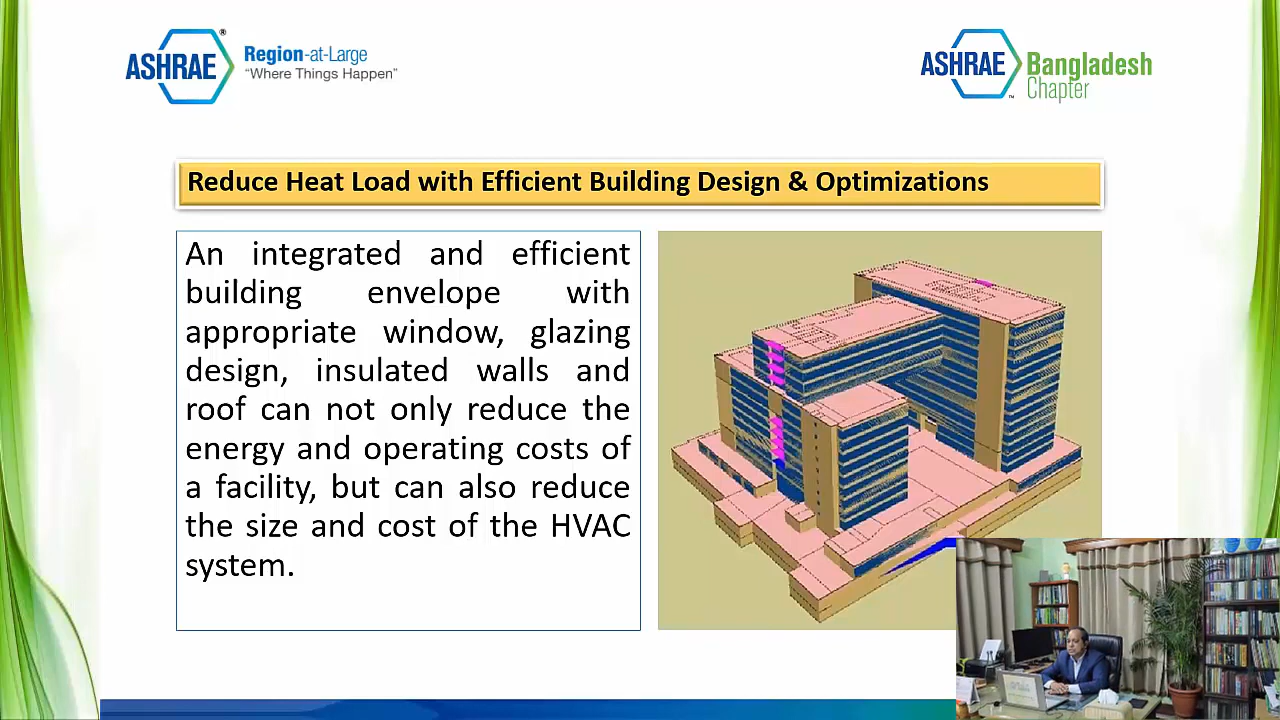 ASHRAE®
Region-at-Large
“Where Things Happen”
ASHRAE™
Bangladesh
Chapter
Reduce Heat Load with Efficient Building Design & Optimizations
An integrated and efficient
building envelope with
appropriate window, glazing
design, insulated walls and
roof can not only reduce the
energy and operating costs of
a facility, but can also reduce
the size and cost of the HVAC
system.